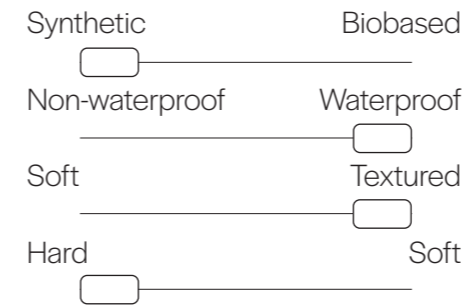 Synthetic Biobased
Non-waterproof Waterproof
Soft Textured
Hard Soft